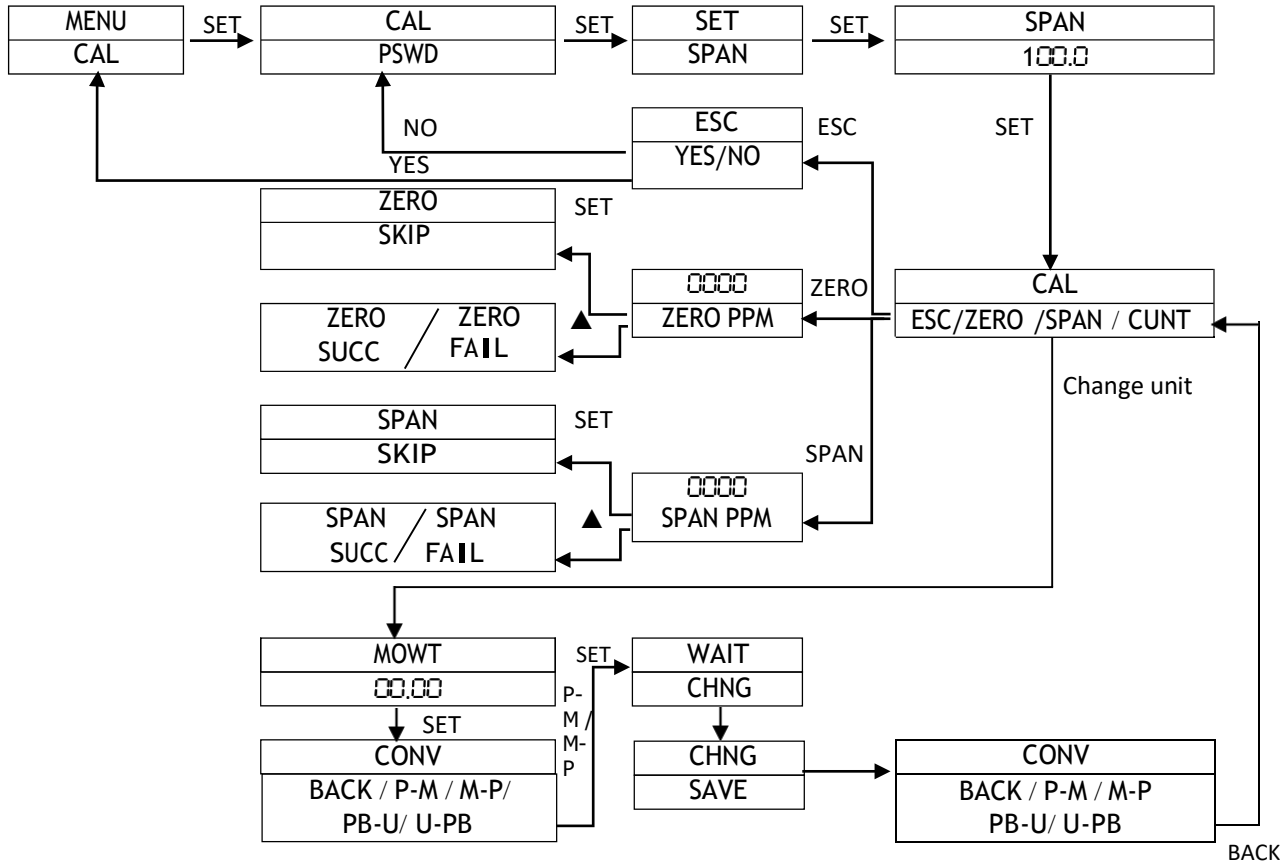 MENU
CAL
SET
CAL
PSWD
SET
SET
SPAN
SET
SPAN
100.0
NO
YES
ESC
YES/NO
ESC
SET
ZERO
SKIP
SET
ZERO / ZERO
SUCC FAIL
▲
0000
ZERO PPM
ZERO
CAL
ESC/ZERO /SPAN / CUNT
Change unit
SPAN
SKIP
SET
SPAN / SPAN
SUCC FAIL
▲
0000
SPAN PPM
SPAN
MOWT
00.00
SET
CONV
BACK / P-M / M-P/
PB-U/ U-PB
SET
P-
M /
M-
P
WAIT
CHNG
CHNG
SAVE
CONV
BACK / P-M / M-P
PB-U/ U-PB
BACK